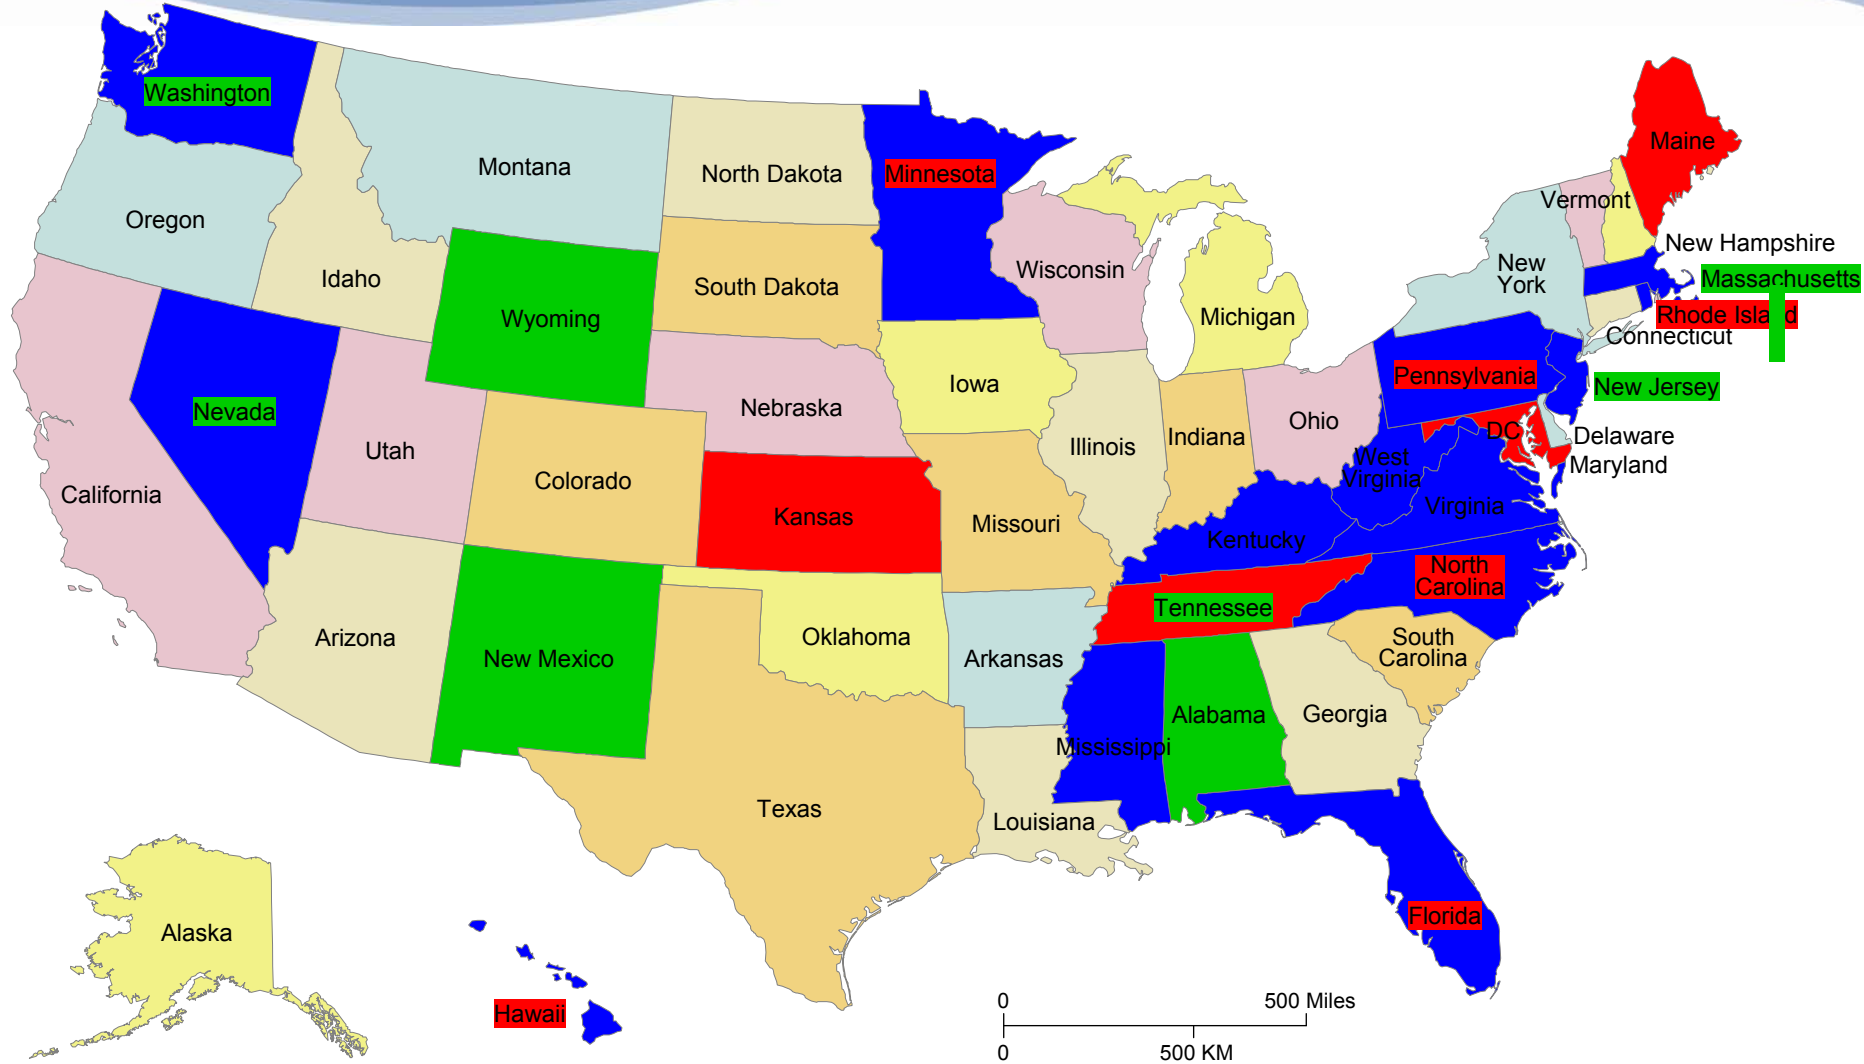 Washington
Montana
North Dakota
Minnesota
Maine
Oregon
Vermont
New Hampshire
Idaho
South Dakota
Wisconsin
New
York
Massachusetts
Wyoming
Michigan
Rhode Island
Connecticut
Nevada
Nebraska
Iowa
Pennsylvania
New Jersey
Utah
Illinois
Indiana
Ohio
DC
Delaware
California
Colorado
West
Virginia
Maryland
Kansas
Missouri
Virginia
Kentucky
Arizona
New Mexico
Oklahoma
Arkansas
Tennessee
North
Carolina
South
Carolina
Alabama
Georgia
Mississippi
Texas
Louisiana
Alaska
Florida
Hawaii
0 500 Miles
0 500 KM